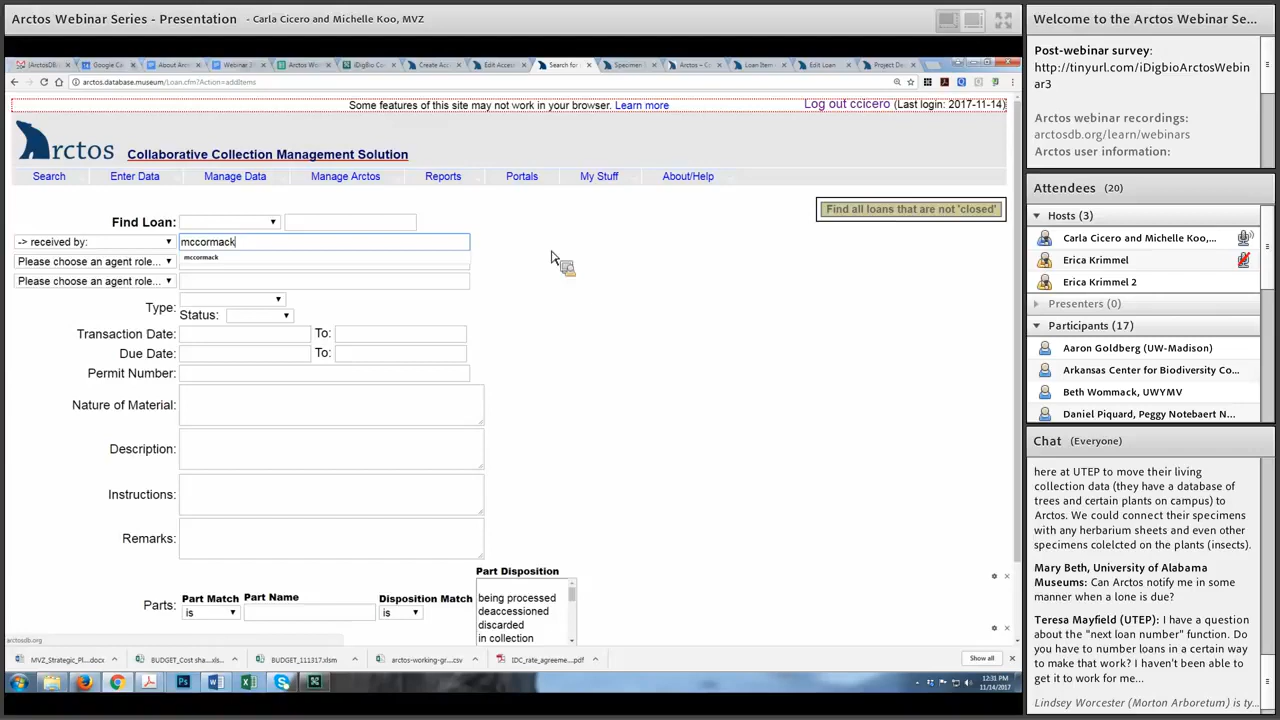 Arctos Webinar Series - Presentation - Carla Cicero and Michelle Koo, MVZ
arctos.database.museum/Loan.cfm?Action=addItems
Some features of this site may not work in your browser. Learn more
Log out ccicero (Last login: 2017-11-14)
Arctos Collaborative Collection Management Solution
Search Enter Data Manage Data Manage Arctos Reports Portals My Stuff About/Help
Find all loans that are not 'closed'
Find Loan:
-> received by: mccormack
mccormack
Please choose an agent role...
Please choose an agent role...
Type:
Status:
Transaction Date: To:
Due Date: To:
Permit Number:
Nature of Material:
Description:
Instructions:
Remarks:
Part Disposition
being processed
deaccessioned
discarded
in collection
Part Match Part Name Disposition Match
Parts: is is
arctosdb.org
MVZ_Strategic_Pl....docx BUDGET_Cost sha....xls... BUDGET_111317.xlsm arctos-working-gr....csv IDC_rate_agreeme....pdf Show all
12:31 PM
11/14/2017
Welcome to the Arctos Webinar Se...
Post-webinar survey:
http://tinyurl.com/iDigbioArctosWebi
ar3
Arctos webinar recordings:
arctosdb.org/learn/webinars
Arctos user information:
Attendees (20)
Hosts (3)
Carla Cicero and Michelle Koo,...
Erica Krimmel
Erica Krimmel 2
Presenters (0)
Participants (17)
Aaron Goldberg (UW-Madison)
Arkansas Center for Biodiversity Co...
Beth Wommack, UWYMV
Daniel Piquard, Peggy Notebaert N...
Chat (Everyone)
here at UTEP to move their living
collection data (they have a database of
trees and certain plants on campus) to
Arctos. We could connect their specimens
with any herbarium sheets and even other
specimens colelcted on the plants (insects).
Mary Beth, University of Alabama
Museums: Can Arctos notify me in some
manner when a lone is due?
Teresa Mayfield (UTEP): I have a question
about the "next loan number" function. Do
you have to number loans in a certain way
to make that work? I haven't been able to
get it to work for me...
Lindsey Worcester (Morton Arboretum) is ty...